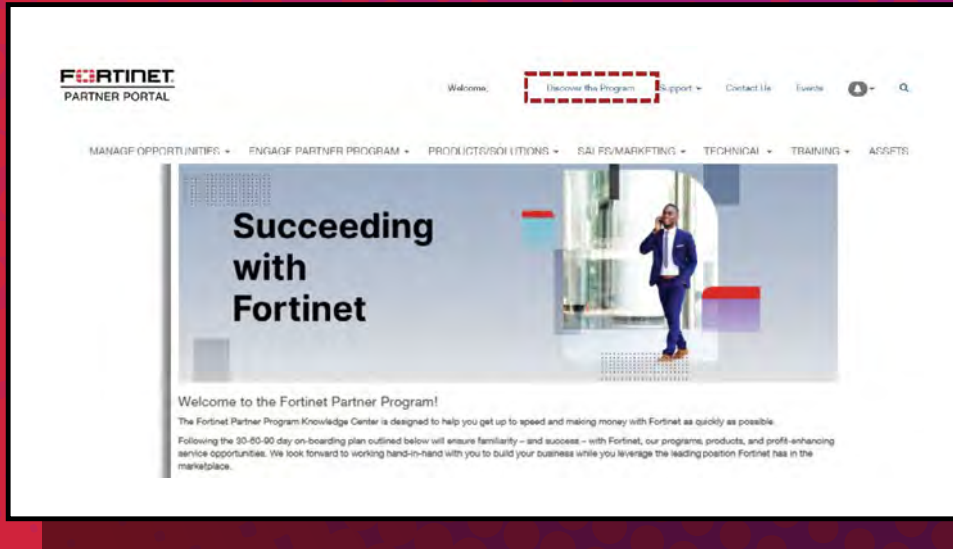 FORTINET
PARTNER PORTAL
Welcome, Discover the Program Support Contact Us Events
MANAGE OPPORTUNITIES ENGAGE PARTNER PROGRAM PRODUCTS/SOLUTIONS SALES/MARKETING TECHNICAL TRAINING ASSETS
Succeeding
with
Fortinet
Welcome to the Fortinet Partner Program!
The Fortinet Partner Program Knowledge Center is designed to help you get up to speed and making money with Fortinet as quickly as possible.
Following the 30-60-90 day on-boarding plan outlined below will ensure familiarity – and success – with Fortinet, our programs, products, and profit-enhancing
service opportunities. We look forward to working hand-in-hand with you to build your business while you leverage the leading position Fortinet has in the
marketplace.